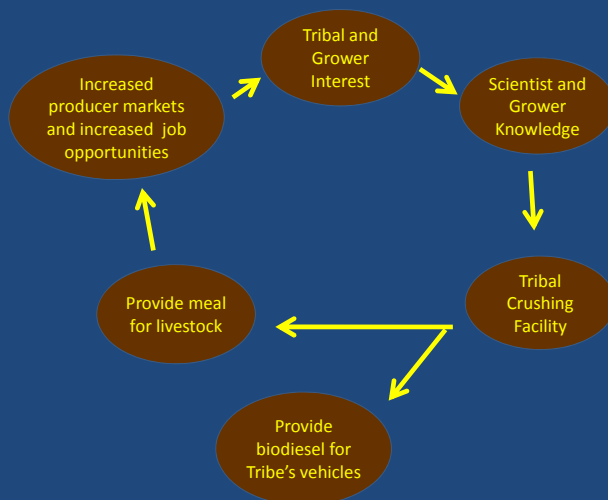 Tribal and
Grower
Interest
Scientist and
Grower
Knowledge
Tribal
Crushing
Facility
Provide
biodiesel for
Tribe's vehicles
Provide meal
for livestock
Increased
producer markets
and increased job
opportunities